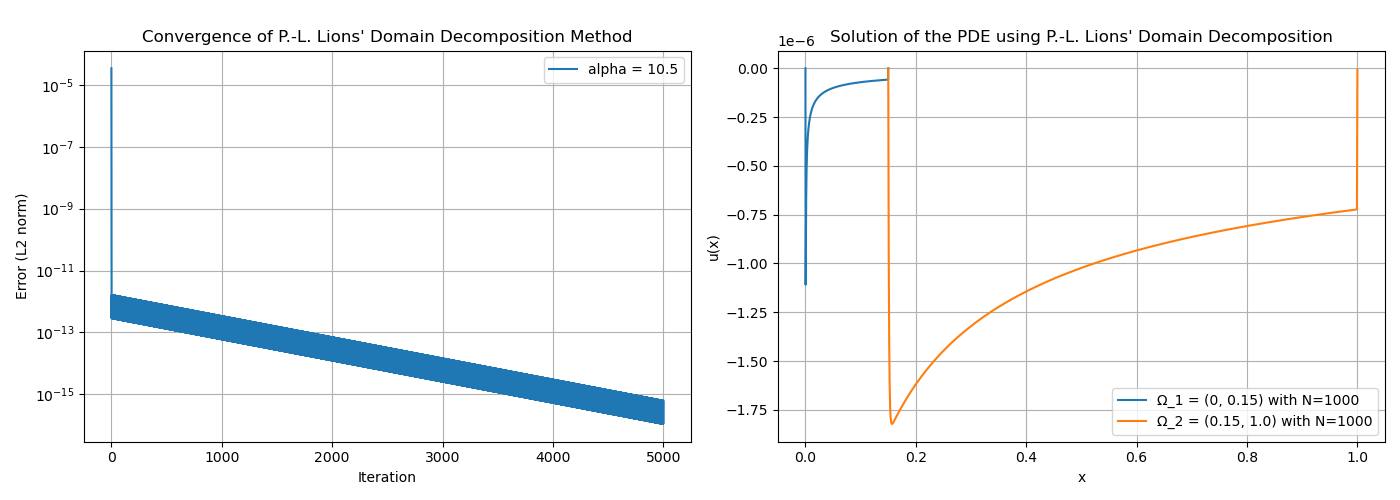 Convergence of P.-L. Lions' Domain Decomposition Method
alpha = 10.5
Error (L2 norm)
10⁻⁵
10⁻⁷
10⁻⁹
10⁻¹¹
10⁻¹³
10⁻¹⁵
0
1000
2000
3000
4000
5000
Iteration
Solution of the PDE using P.-L. Lions' Domain Decomposition
1e−6
u(x)
0.00
−0.25
−0.50
−0.75
−1.00
−1.25
−1.50
−1.75
Ω_1 = (0, 0.15) with N=1000
Ω_2 = (0.15, 1.0) with N=1000
0.0
0.2
0.4
0.6
0.8
1.0
x